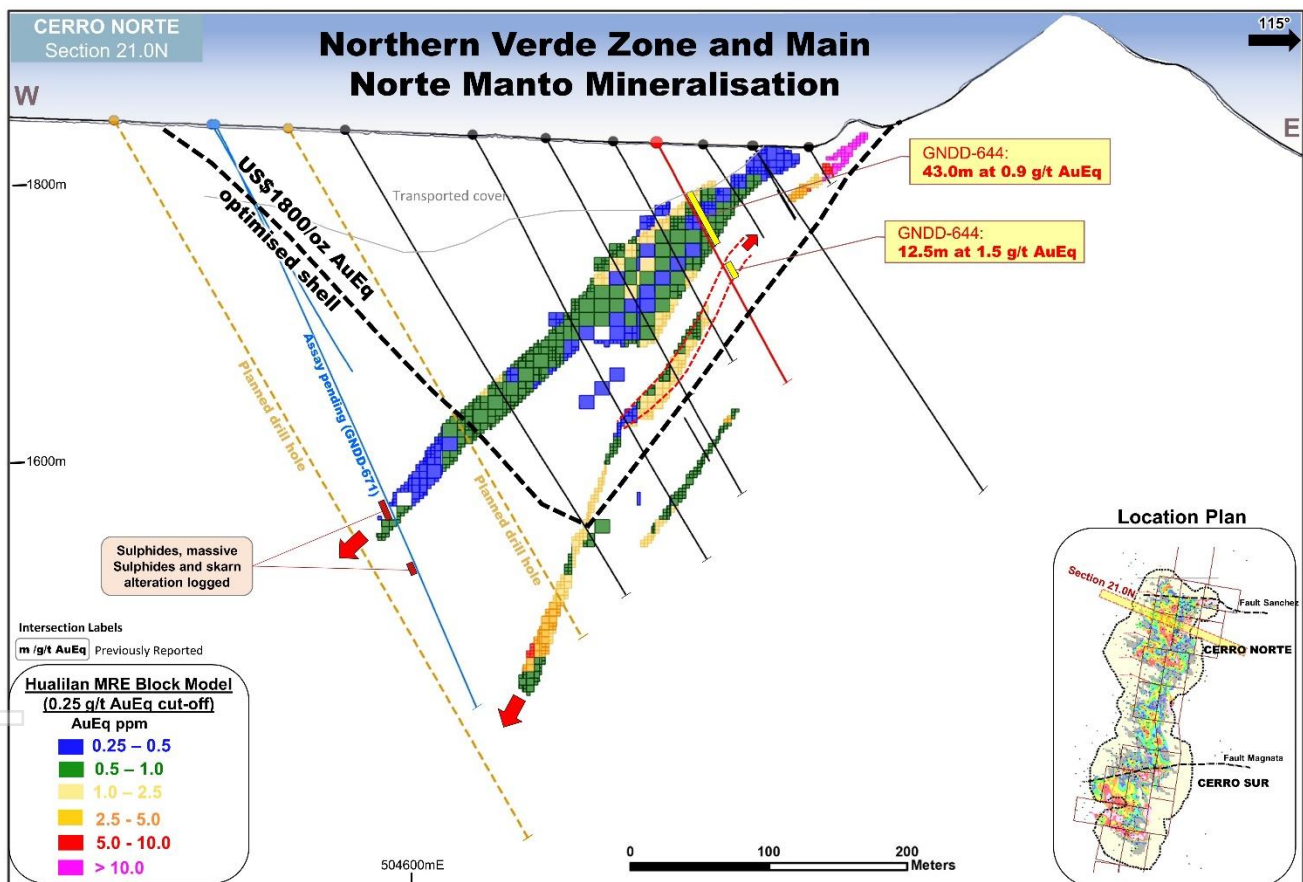 CERRO NORTE
Section 21.0N
Northern Verde Zone and Main
Norte Manto Mineralisation
115°
W
E
1800m
1600m
Transported cover
US$1800/oz AuEq
optimised shell
GNDD-644:
43.0m at 0.9 g/t AuEq
GNDD-644:
12.5m at 1.5 g/t AuEq
Planned drill hole
Assay pending (GNDD-671)
Planned drill hole
Sulphides, massive
Sulphides and skarn
alteration logged
Intersection Labels
m /g/t AuEq Previously Reported
Hualilan MRE Block Model
(0.25 g/t AuEq cut-off)
AuEq ppm
0.25 – 0.5
0.5 – 1.0
1.0 – 2.5
2.5 - 5.0
5.0 - 10.0
> 10.0
504600mE
0 100 200
Meters
Location Plan
Section 21.0N
Fault Sanchez
CERRO NORTE
Fault Magnata
CERRO SUR